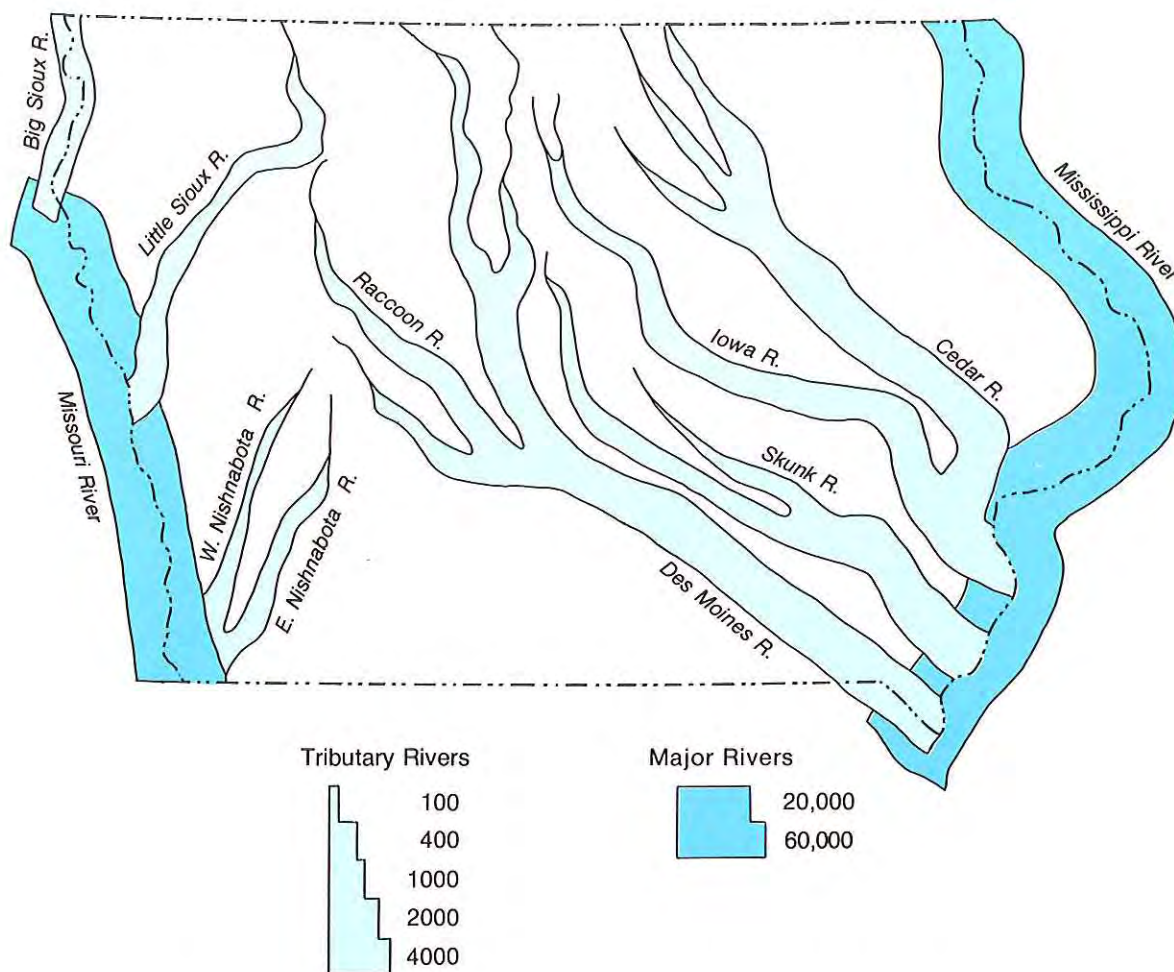 Big Sioux R.
Little Sioux R.
Mississippi River
Raccoon R.
Iowa R.
Cedar R.
Missouri River
W. Nishnabota R.
E. Nishnabota R.
Skunk R.
Des Moines R.
Tributary Rivers
100
400
1000
2000
4000
Major Rivers
20,000
60,000